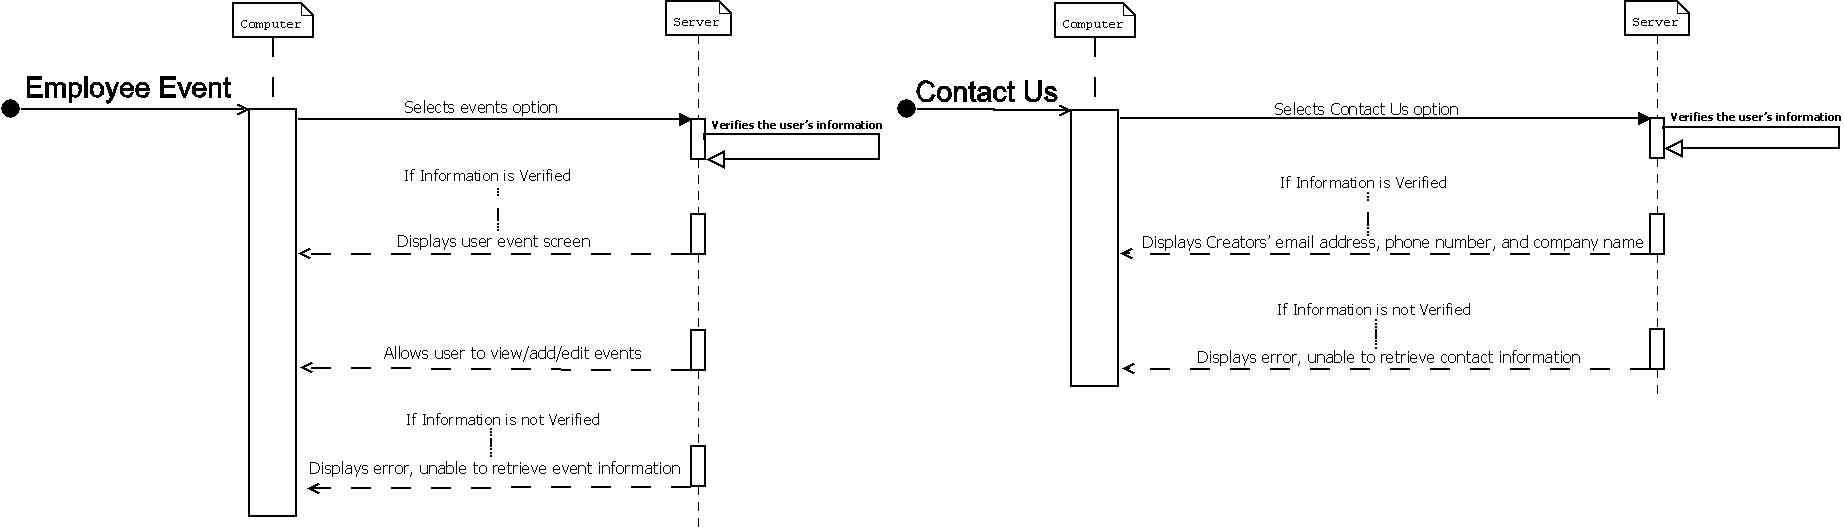 Computer
Server
Employee Event
Selects events option
Verifies the user's information
If Information is Verified
Displays user event screen
Allows user to view/add/edit events
If Information is not Verified
Displays error, unable to retrieve event information
Computer
Server
Contact Us
Selects Contact Us option
Verifies the user's information
If Information is Verified
Displays Creators' email address, phone number, and company name
If Information is not Verified
Displays error, unable to retrieve contact information